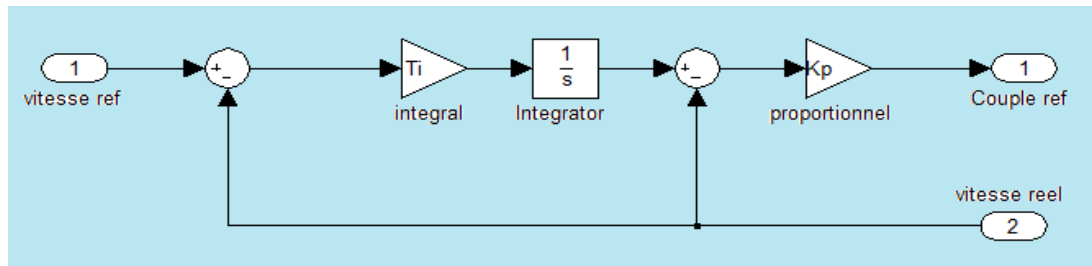 1
vitesse ref
+
-
Ti
integral
1
s
Integrator
+
-
Kp
proportionnel
1
Couple ref
vitesse reel
2